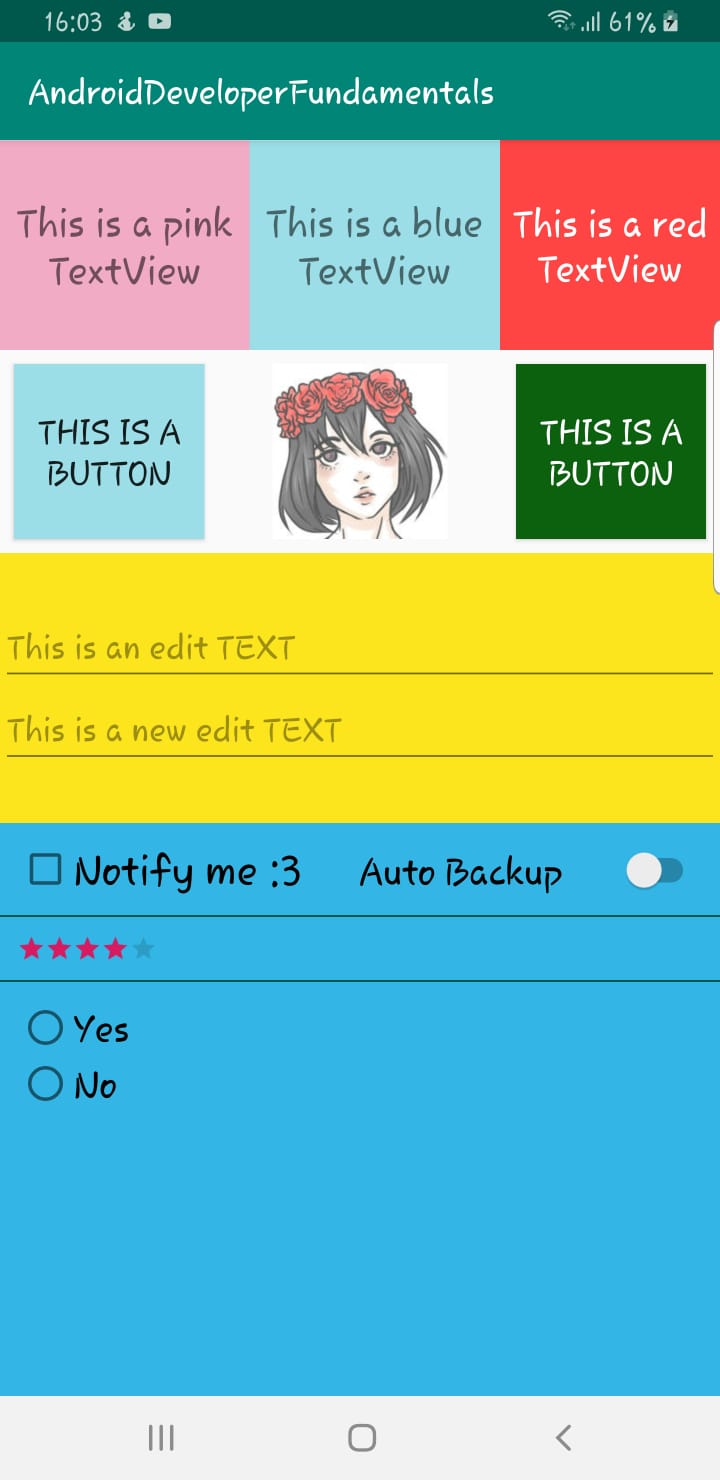 16:03
61%
AndroidDeveloperFundamentals
This is a pink
TextView
This is a blue
TextView
This is a red
TextView
THIS IS A
BUTTON
THIS IS A
BUTTON
This is an edit TEXT
This is a new edit TEXT
Notify me :3
Auto Backup
Yes
No